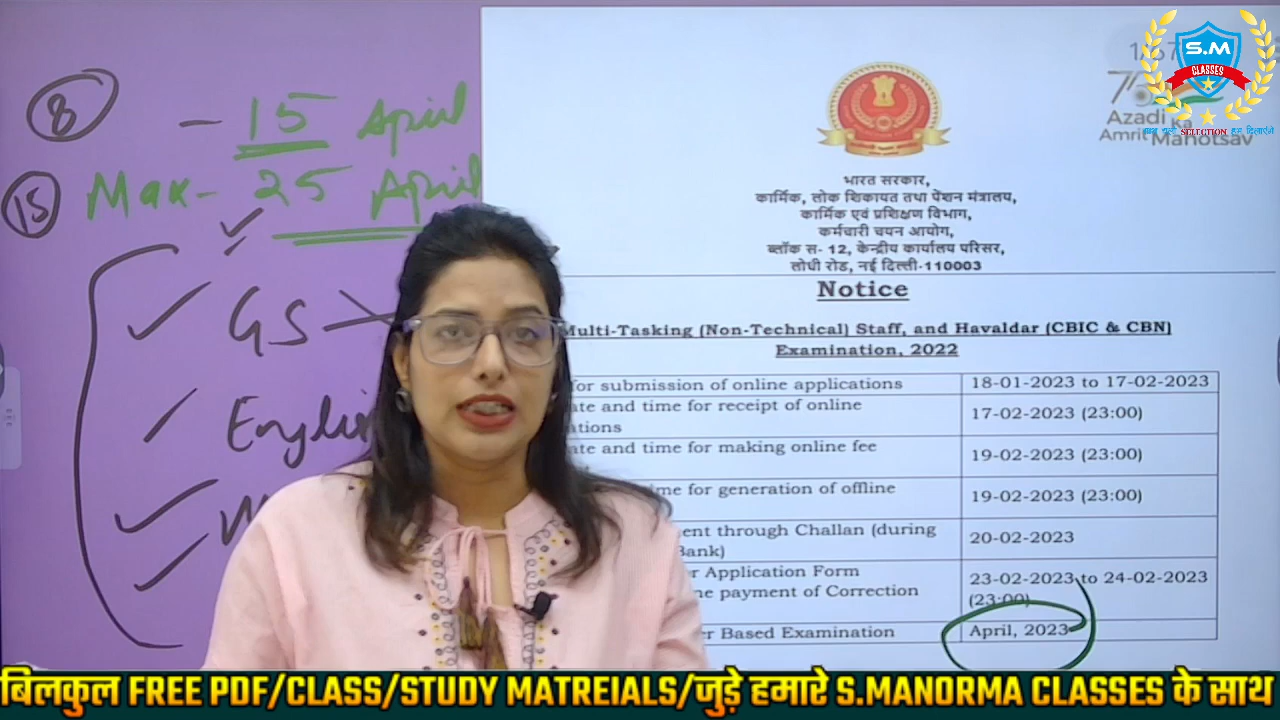 8 - 15 April
15 Max- 25 April
GS
English
S.M
CLASSES
SELECTION
Azadi Ka
Amrit Mahotsav
भारत सरकार,
कार्मिक, लोक शिकायत तथा पेंशन मंत्रालय,
कार्मिक एवं प्रशिक्षण विभाग,
कर्मचारी चयन आयोग,
ब्लॉक स- 12, केन्द्रीय कार्यालय परिसर,
लोधी रोड, नई दिल्ली-110003
Notice
Multi-Tasking (Non-Technical) Staff, and Havaldar (CBIC & CBN)
Examination, 2022
for submission of online applications 18-01-2023 to 17-02-2023
and time for receipt of online 17-02-2023 (23:00)
and time for making online fee 19-02-2023 (23:00)
for generation of offline 19-02-2023 (23:00)
through Challan (during 20-02-2023
Bank)
Application Form 23-02-2023 to 24-02-2023
payment of Correction (23:00)
Based Examination April, 2023
बिलकुल FREE PDF/CLASS/STUDY MATREIALS/जुड़े हमारे S.MANORMA CLASSES के साथ